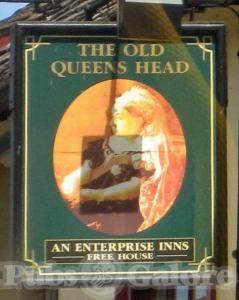 THE OLD
QUEENS HEAD
AN ENTERPRISE INNS
FREE HOUSE
Pubs Galore